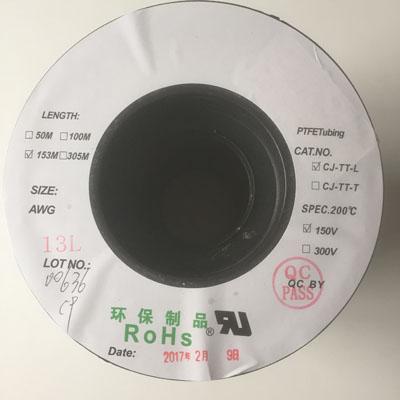 LENGTH:
50M 100M
153M 305M
SIZE:
AWG
13L
LOT NO.:
PTFETubing
CAT.NO.
CJ-TT-L
CJ-TT-T
SPEC.200℃
150V
300V
QC BY
QC
PASS
环保制品
RoHs ®
Date: 2017年 2月 9日